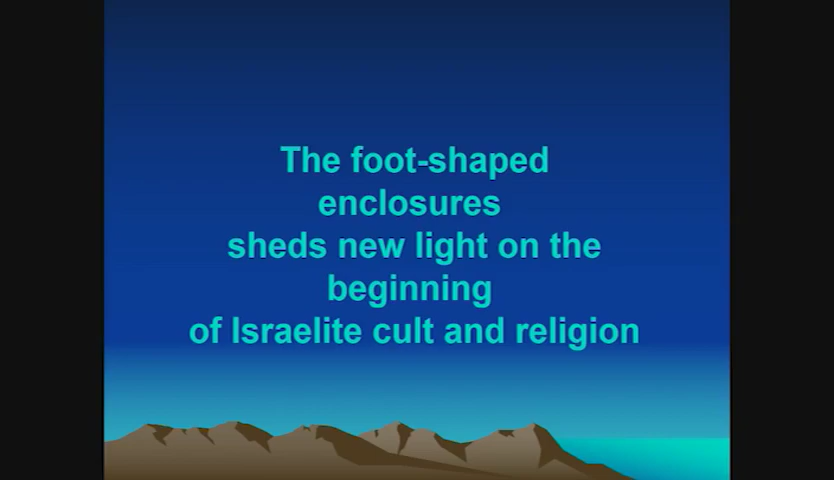 The foot-shaped
enclosures
sheds new light on the
beginning
of Israelite cult and religion